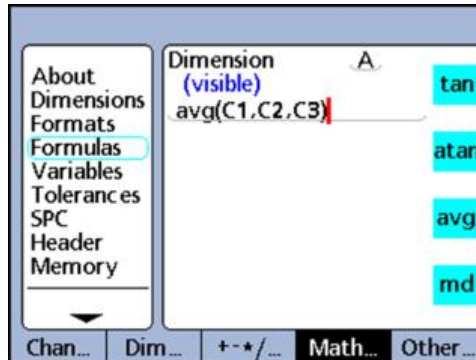 About
Dimensions
Formats
Formulas
Variables
Tolerances
SPC
Header
Memory
Dimension A
(visible)
avg(C1,C2,C3)
tan
atan
avg
md
Chan... Dim ... +-*/... Math... Other ...